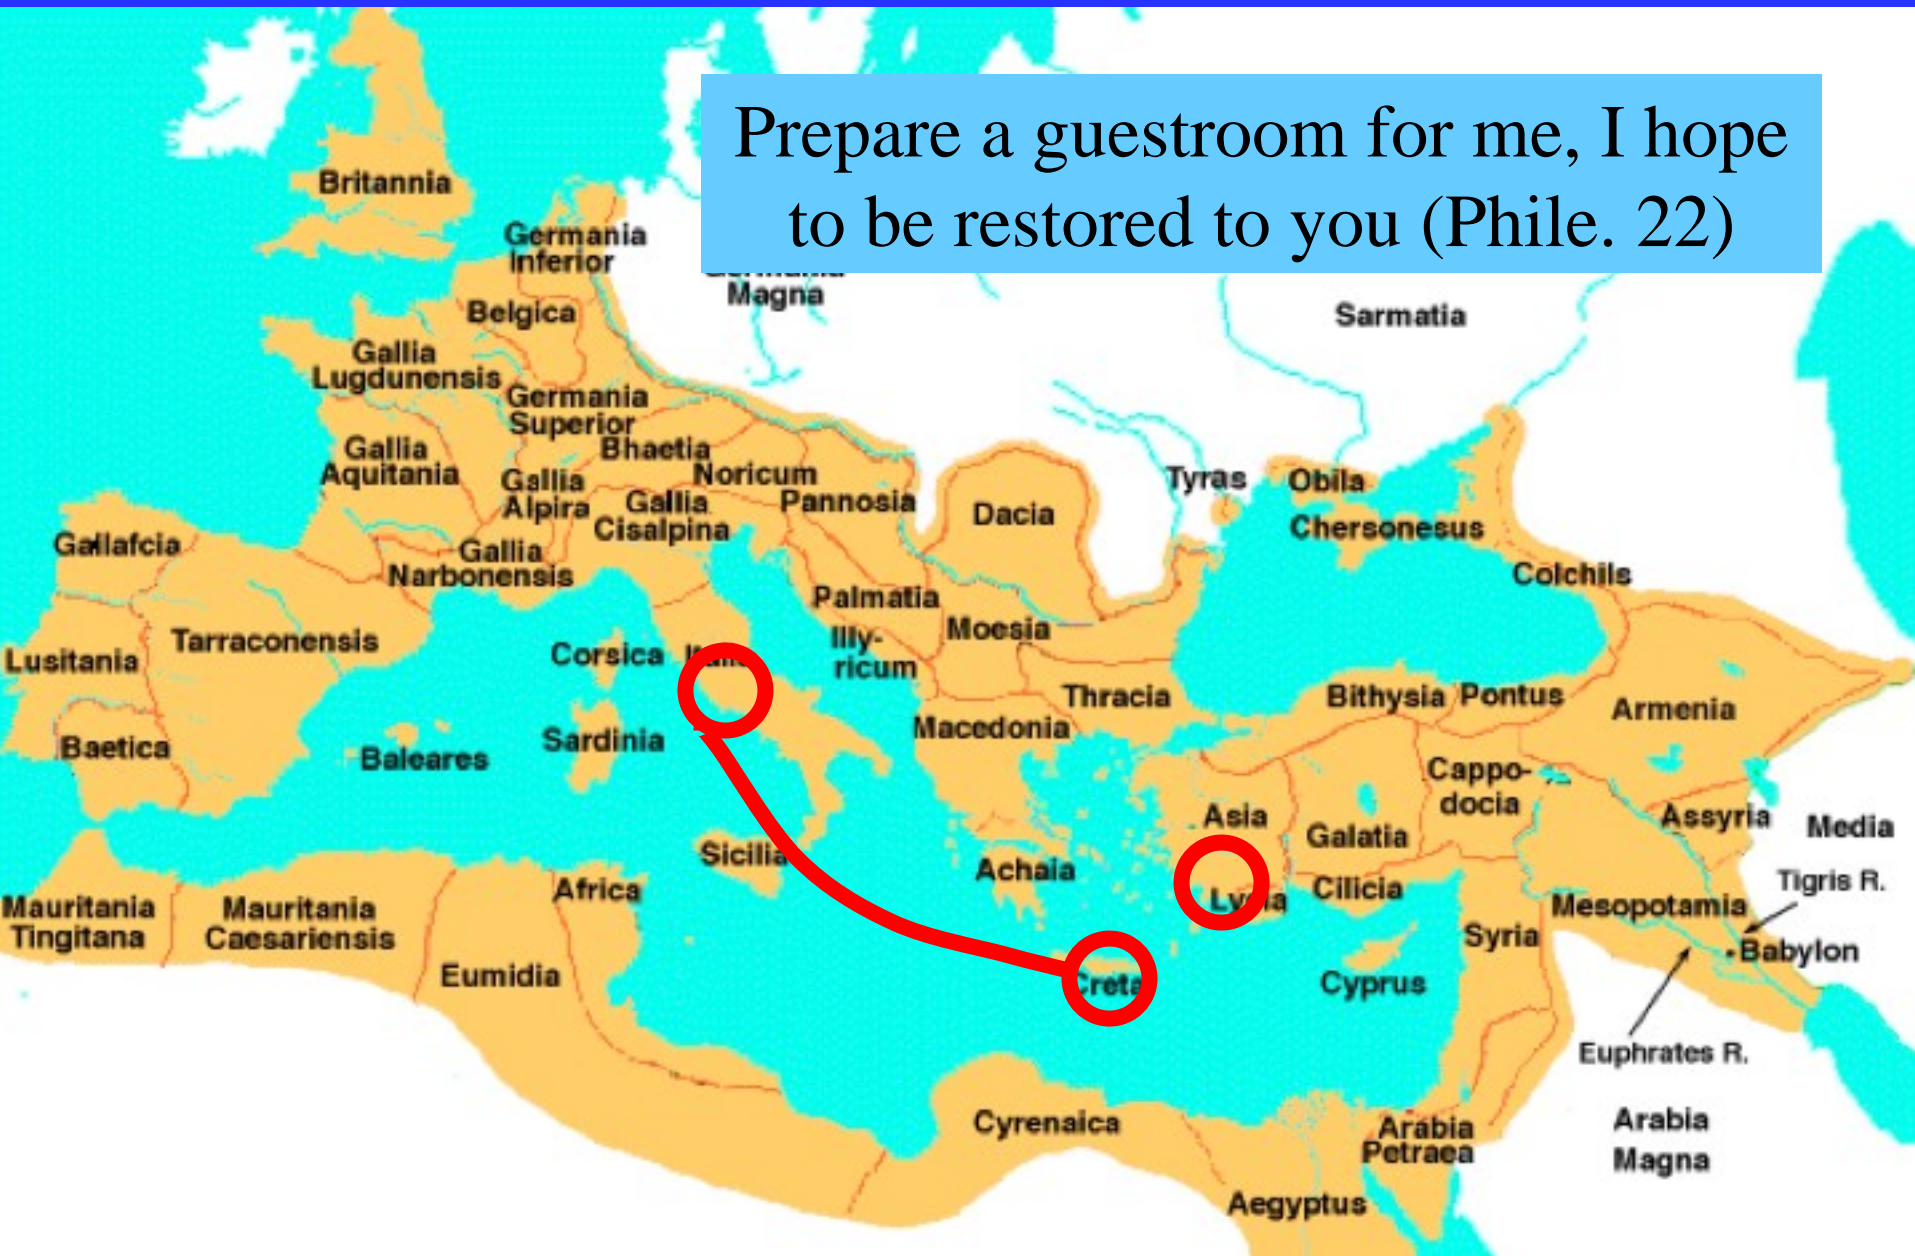 Prepare a guestroom for me, I hope
to be restored to you (Phile. 22)
Britannia
Germania
Inferior
Magna
Sarmatia
Belgica
Gallia
Lugdunensis
Germania
Superior
Bhaetia
Gallia
Aquitania
Gallia
Alpira
Noricum
Gallia
Cisalpina
Pannosia
Dacia
Tyras
Obila
Chersonesus
Gallafcia
Gallia
Narbonensis
Colchils
Palmatia
Moesia
Illy-
ricum
Tarraconensis
Lusitania
Corsica
Thracia
Bithysia
Pontus
Armenia
Macedonia
Sardinia
Baetica
Baleares
Cappo-
docia
Asia
Galatia
Assyria
Media
Sicilia
Achaia
Africa
Lycia
Cilicia
Tigris R.
Mauritania
Tingitana
Mauritania
Caesariensis
Mesopotamia
Syria
Babylon
Eumidia
Creta
Cyprus
Euphrates R.
Cyrenaica
Arabia
Petraea
Arabia
Magna
Aegyptus